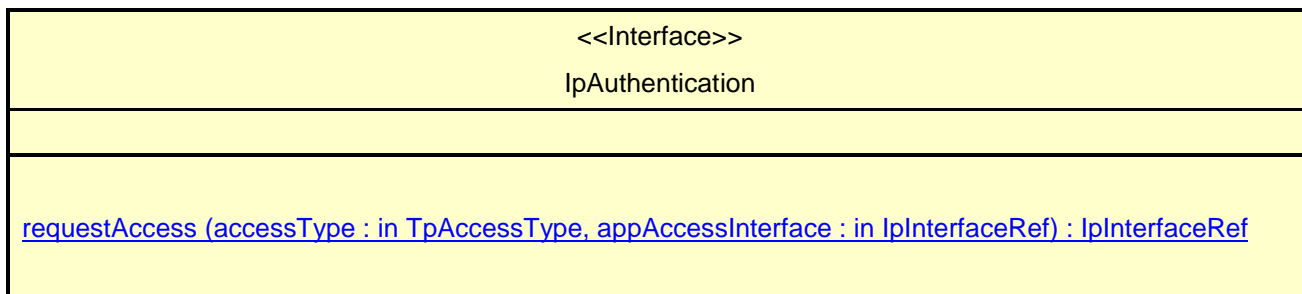 <<Interface>>
IpAuthentication
requestAccess (accessType : in TpAccessType, appAccessInterface : in IpInterfaceRef) : IpInterfaceRef